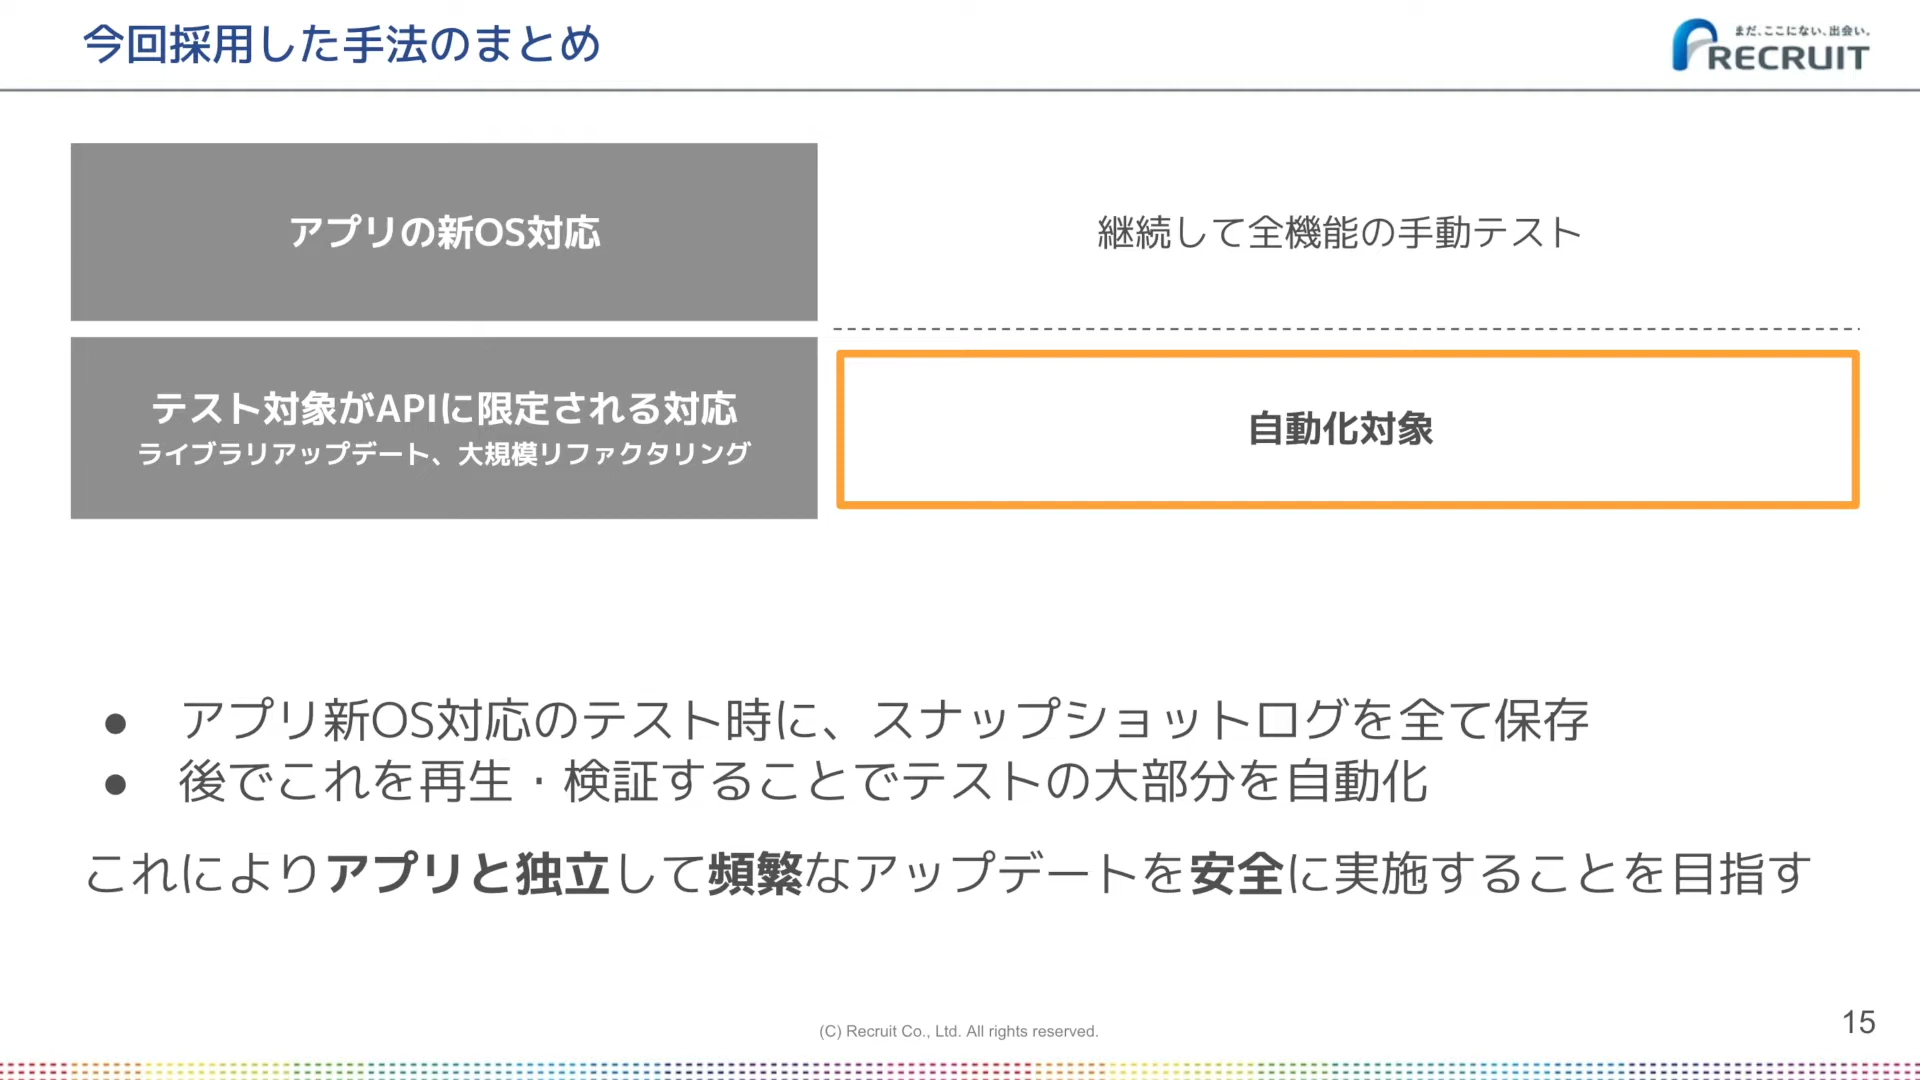 今回採用した手法のまとめ
まだ、ここにない、出会い。
RECRUIT
アプリの新OS対応
継続して全機能の手動テスト
テスト対象がAPIに限定される対応
ライブラリアップデート、大規模リファクタリング
自動化対象
● アプリ新OS対応のテスト時に、スナップショットログを全て保存
● 後でこれを再生・検証することでテストの大部分を自動化
これによりアプリと独立して頻繁なアップデートを安全に実施することを目指す
(C) Recruit Co., Ltd. All rights reserved.
15